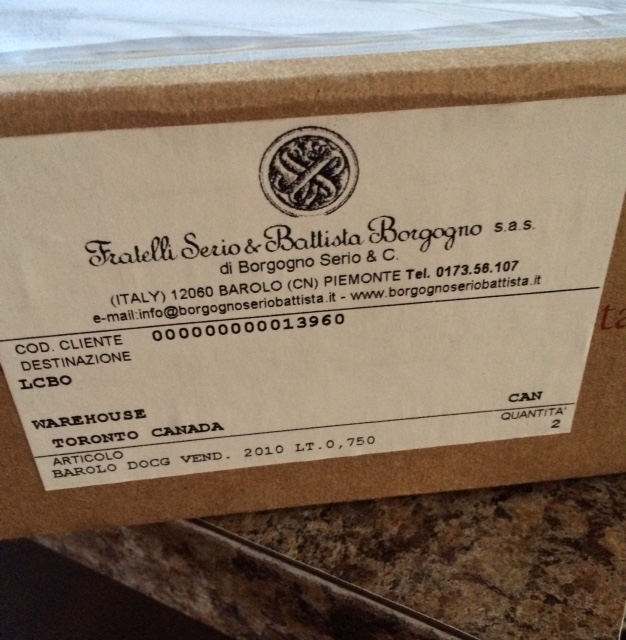 Fratelli Serio & Battista Borgogno s.a.s.
di Borgogno Serio & C.
(ITALY) 12060 BAROLO (CN) PIEMONTE Tel. 0173.56.107
e-mail:info@borgognoseriobattista.it - www.borgognoseriobattista.it
COD. CLIENTE 000000000013960
DESTINAZIONE
LCBO
WAREHOUSE
TORONTO CANADA
CAN
QUANTITA'
2
ARTICOLO
BAROLO DOCG VEND. 2010 LT.0,750